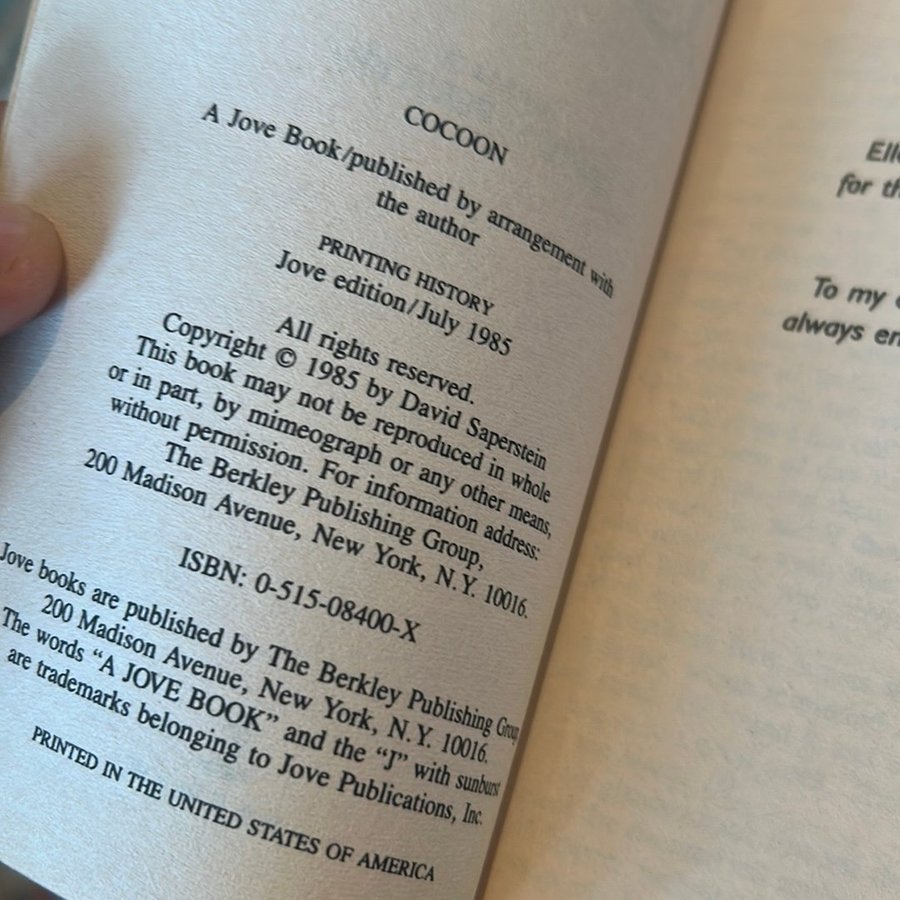 COCOON
A Jove Book/published by arrangement with
the author
PRINTING HISTORY
Jove edition/July 1985
All rights reserved.
Copyright © 1985 by David Saperstein
This book may not be reproduced in whole
or in part, by mimeograph or any other means,
without permission. For information address:
The Berkley Publishing Group,
200 Madison Avenue, New York, N.Y. 10016.
ISBN: 0-515-08400-X
Jove books are published by The Berkley Publishing Group
200 Madison Avenue, New York, N.Y. 10016.
The words “A JOVE BOOK” and the “J” with sunburst
are trademarks belonging to Jove Publications, Inc.
PRINTED IN THE UNITED STATES OF AMERICA
for
To my
always